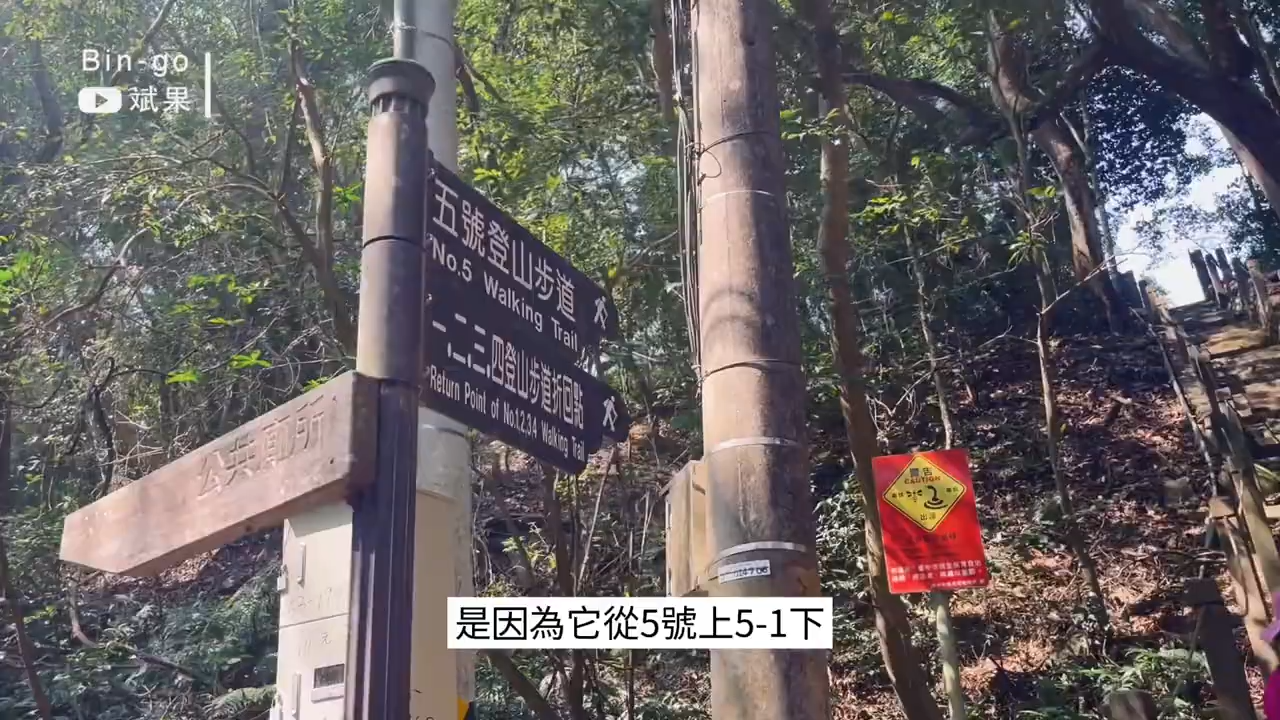 Bin-go
斌果
五號登山步道
No.5 Walking Trail
一、二、三、四登山步道折回點
Return Point of No.1.2.3.4 Walking Trail
公共廁所
警告
CAUTION
出沒
是因為它從5號上5-1下